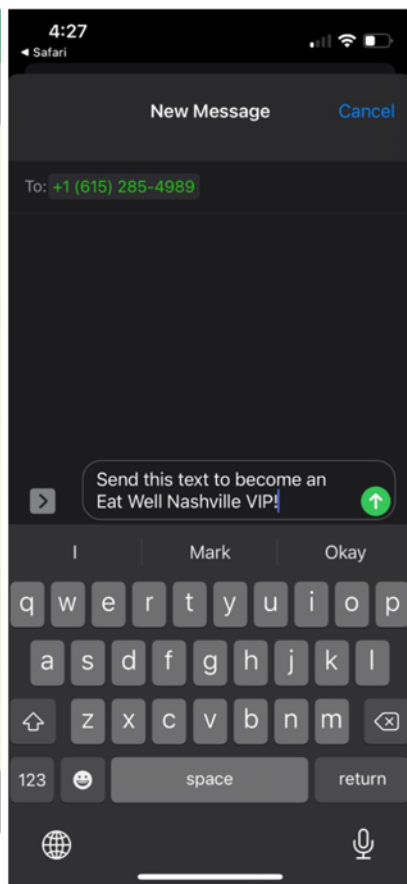 4:27
◀ Safari
New Message
Cancel
To: +1 (615) 285-4989
Send this text to become an
Eat Well Nashville VIP!
I
Mark
Okay
q w e r t y u i o p
a s d f g h j k l
z x c v b n m
123
space
return